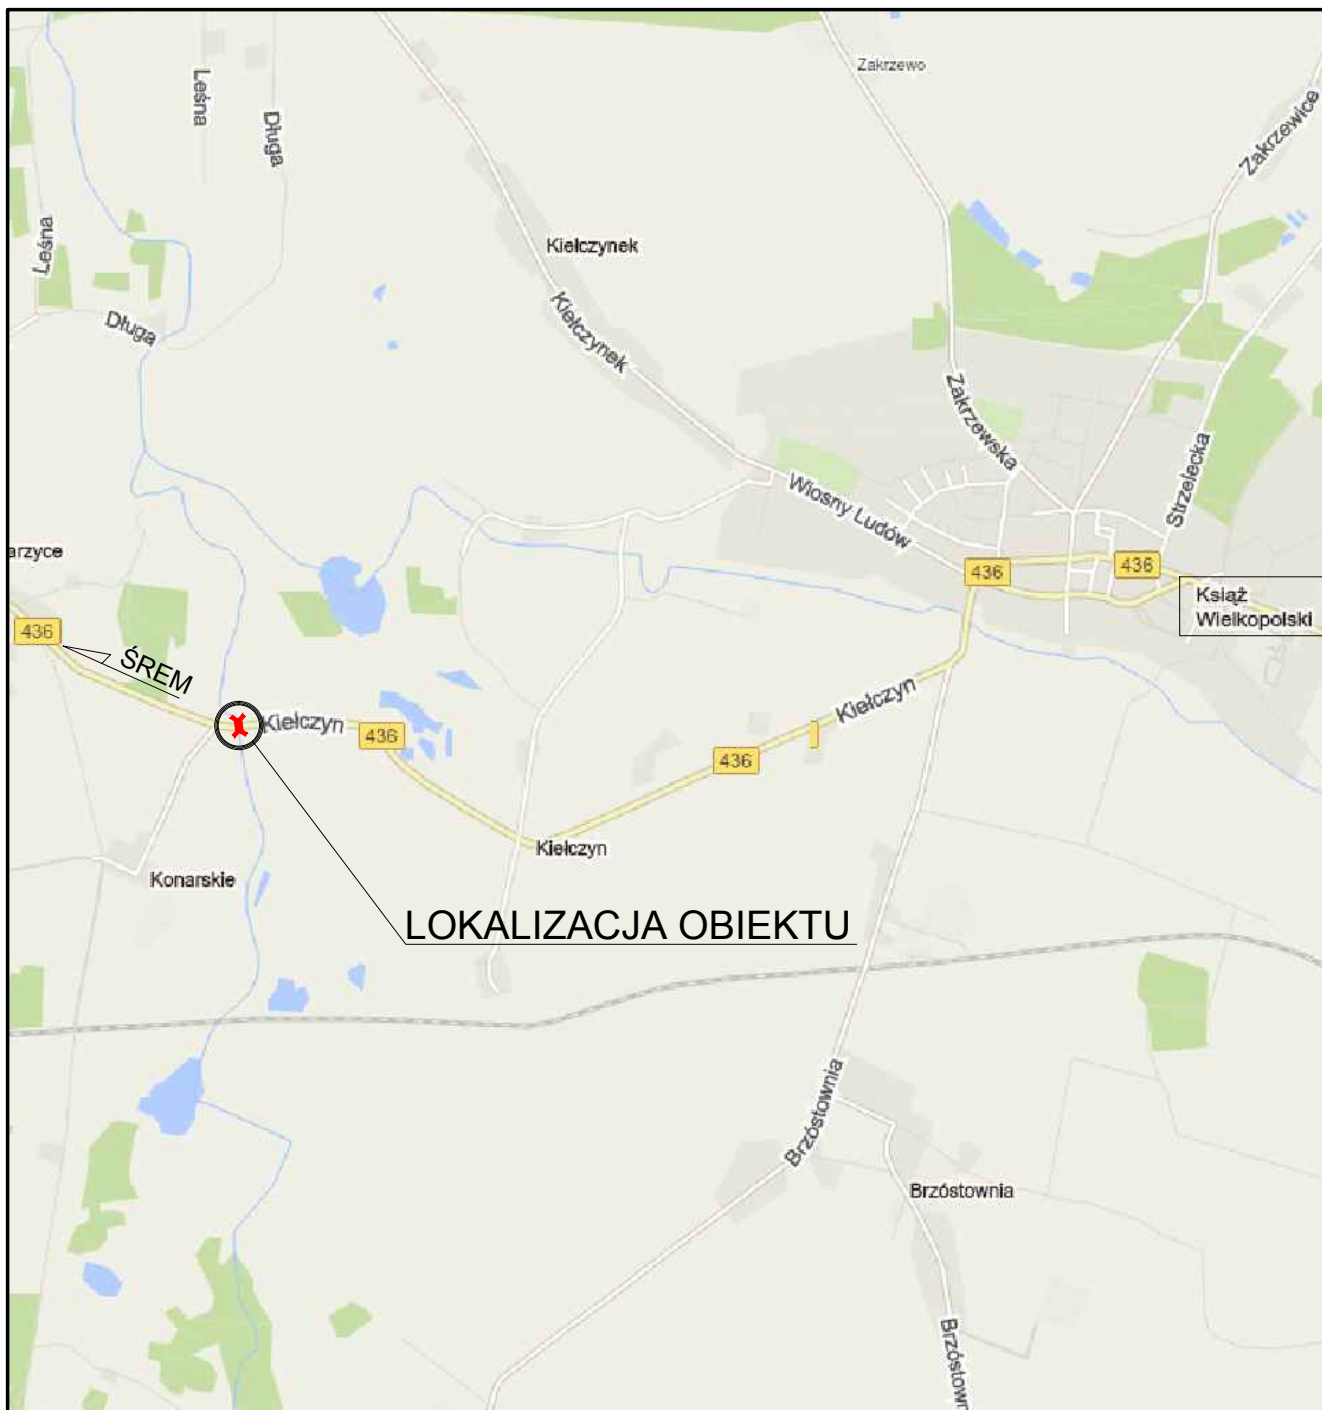 Zakrzewo
Leśna
Długa
Zakrzewice
Leśna
Kiełczynek
Długa
Kiełczynek
Zakrzewska
Strzelecka
Wiosny Ludów
arzyce
436
436
Książ
Wielkopolski
436
ŚREM
Kiełczyn
436
Kiełczyn
436
Kiełczyn
Konarskie
LOKALIZACJA OBIEKTU
Brzóstownia
Brzóstownia
Brzóstown